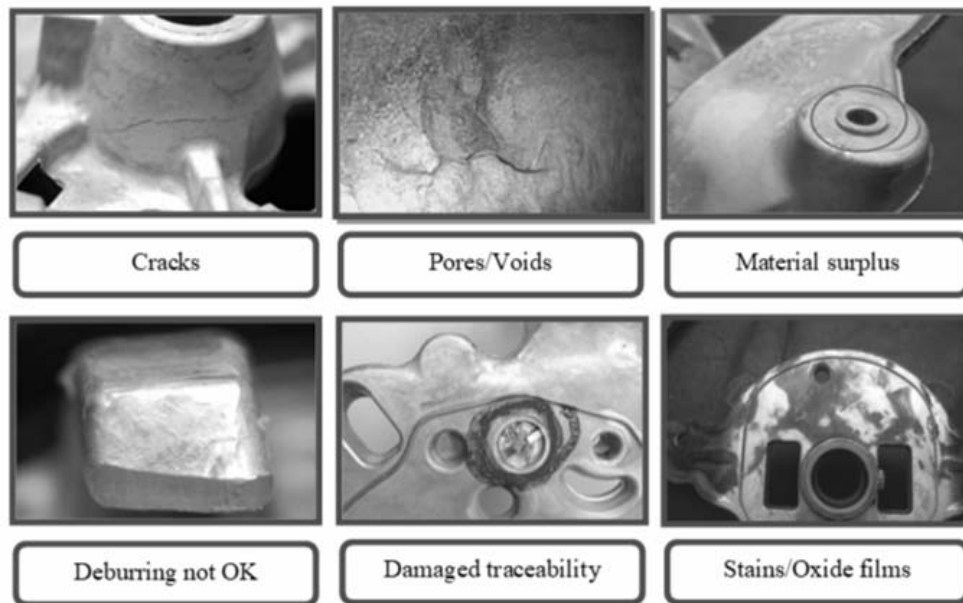 Cracks
Pores/Voids
Material surplus
Deburring not OK
Damaged traceability
Stains/Oxide films